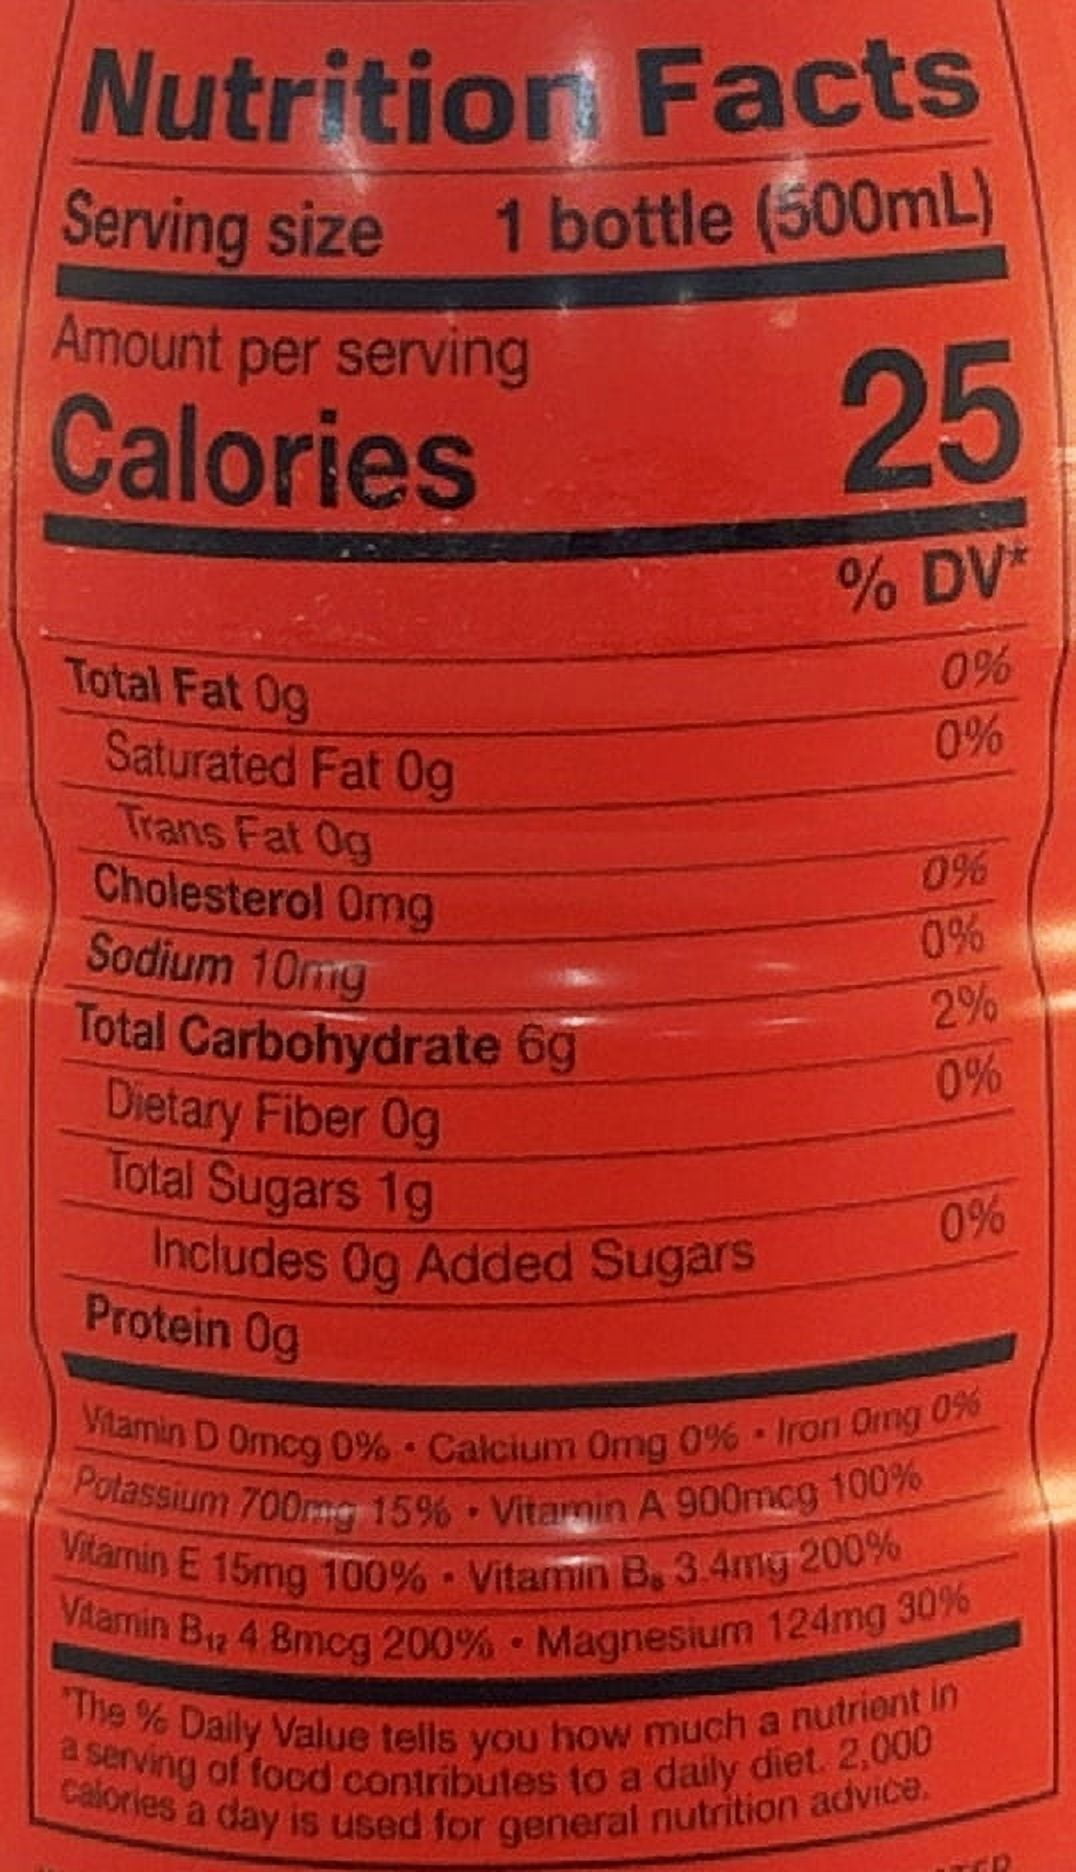 Nutrition Facts
Serving size 1 bottle (500mL)
Amount per serving
Calories 25
% DV*
Total Fat 0g 0%
Saturated Fat 0g 0%
Trans Fat 0g
Cholesterol 0mg 0%
Sodium 10mg 0%
Total Carbohydrate 6g 2%
Dietary Fiber 0g 0%
Total Sugars 1g
Includes 0g Added Sugars 0%
Protein 0g
Vitamin D 0mcg 0% • Calcium 0mg 0% • Iron 0mg 0%
Potassium 700mg 15% • Vitamin A 900mcg 100%
Vitamin E 15mg 100% • Vitamin B₆ 3.4mg 200%
Vitamin B₁₂ 4.8mcg 200% • Magnesium 124mg 30%
*The % Daily Value tells you how much a nutrient in
a serving of food contributes to a daily diet. 2,000
calories a day is used for general nutrition advice.